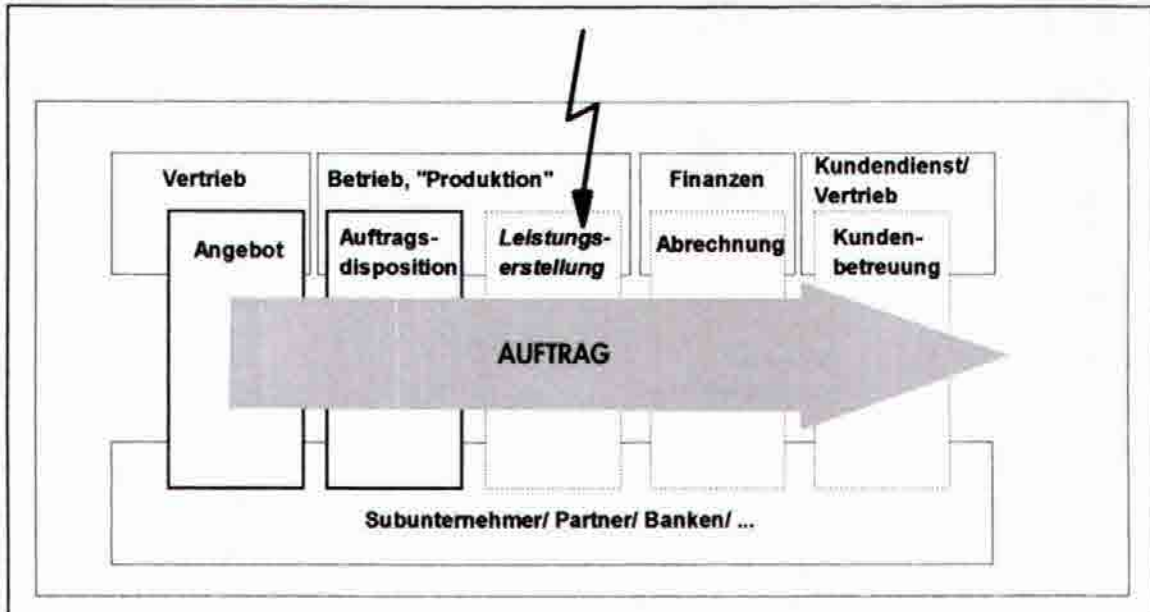 Vertrieb
Betrieb, "Produktion"
Finanzen
Kundendienst/
Vertrieb
Angebot
Auftrags-
disposition
Leistungs-
erstellung
Abrechnung
Kunden-
betreuung
AUFTRAG
Subunternehmer/ Partner/ Banken/ ...